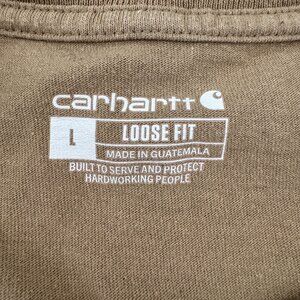 carhartt
L LOOSE FIT
MADE IN GUATEMALA
BUILT TO SERVE AND PROTECT
HARDWORKING PEOPLE